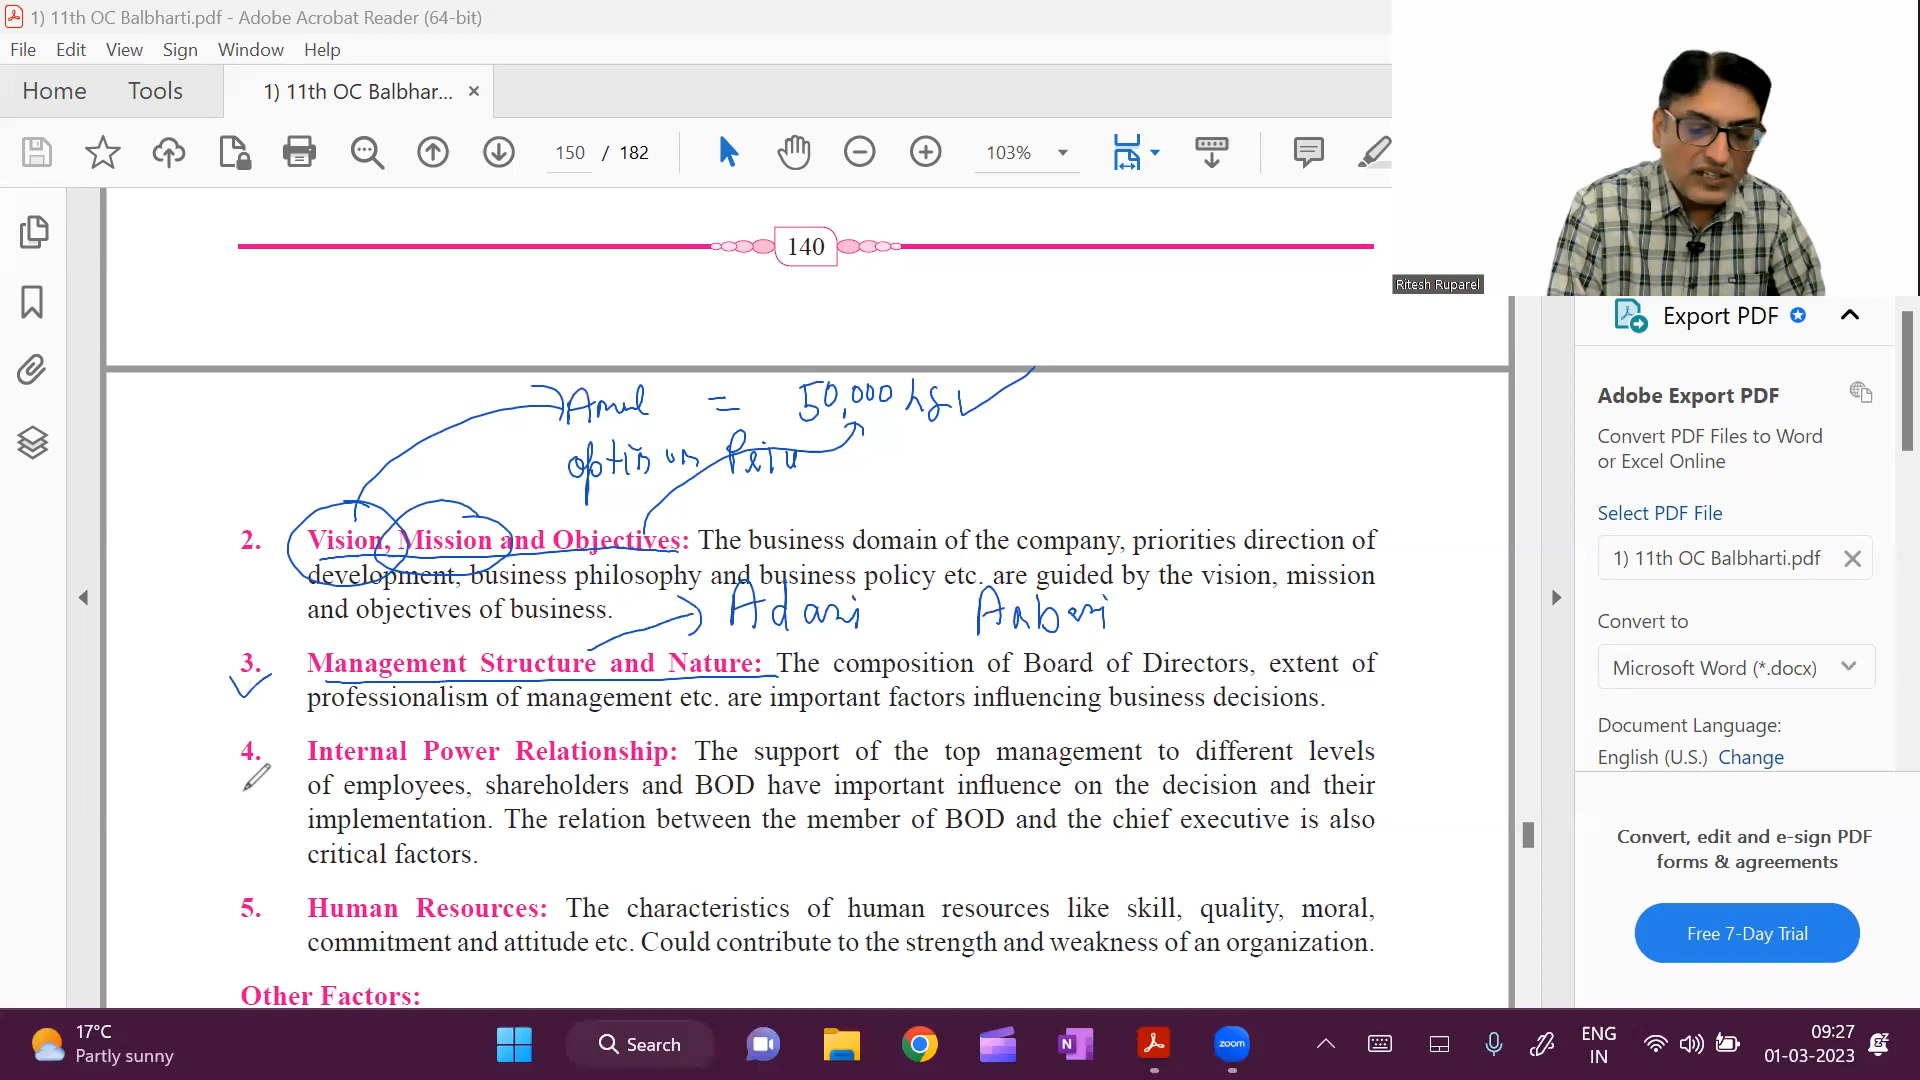 1) 11th OC Balbharti.pdf - Adobe Acrobat Reader (64-bit)
File Edit View Sign Window Help
Home Tools 1) 11th OC Balbhar... ×
150 / 182 103%
140
Ritesh Ruparel
Amul = 50,000
2. Vision, Mission and Objectives: The business domain of the company, priorities direction of
development, business philosophy and business policy etc. are guided by the vision, mission
and objectives of business.
Adani
3. Management Structure and Nature: The composition of Board of Directors, extent of
professionalism of management etc. are important factors influencing business decisions.
4. Internal Power Relationship: The support of the top management to different levels
of employees, shareholders and BOD have important influence on the decision and their
implementation. The relation between the member of BOD and the chief executive is also
critical factors.
5. Human Resources: The characteristics of human resources like skill, quality, moral,
commitment and attitude etc. Could contribute to the strength and weakness of an organization.
Other Factors:
Export PDF
Adobe Export PDF
Convert PDF Files to Word
or Excel Online
Select PDF File
1) 11th OC Balbharti.pdf
Convert to
Microsoft Word (*.docx)
Document Language:
English (U.S.) Change
Convert, edit and e-sign PDF
forms & agreements
Free 7-Day Trial
17°C
Partly sunny
Search
zoom
ENG
IN
09:27
01-03-2023